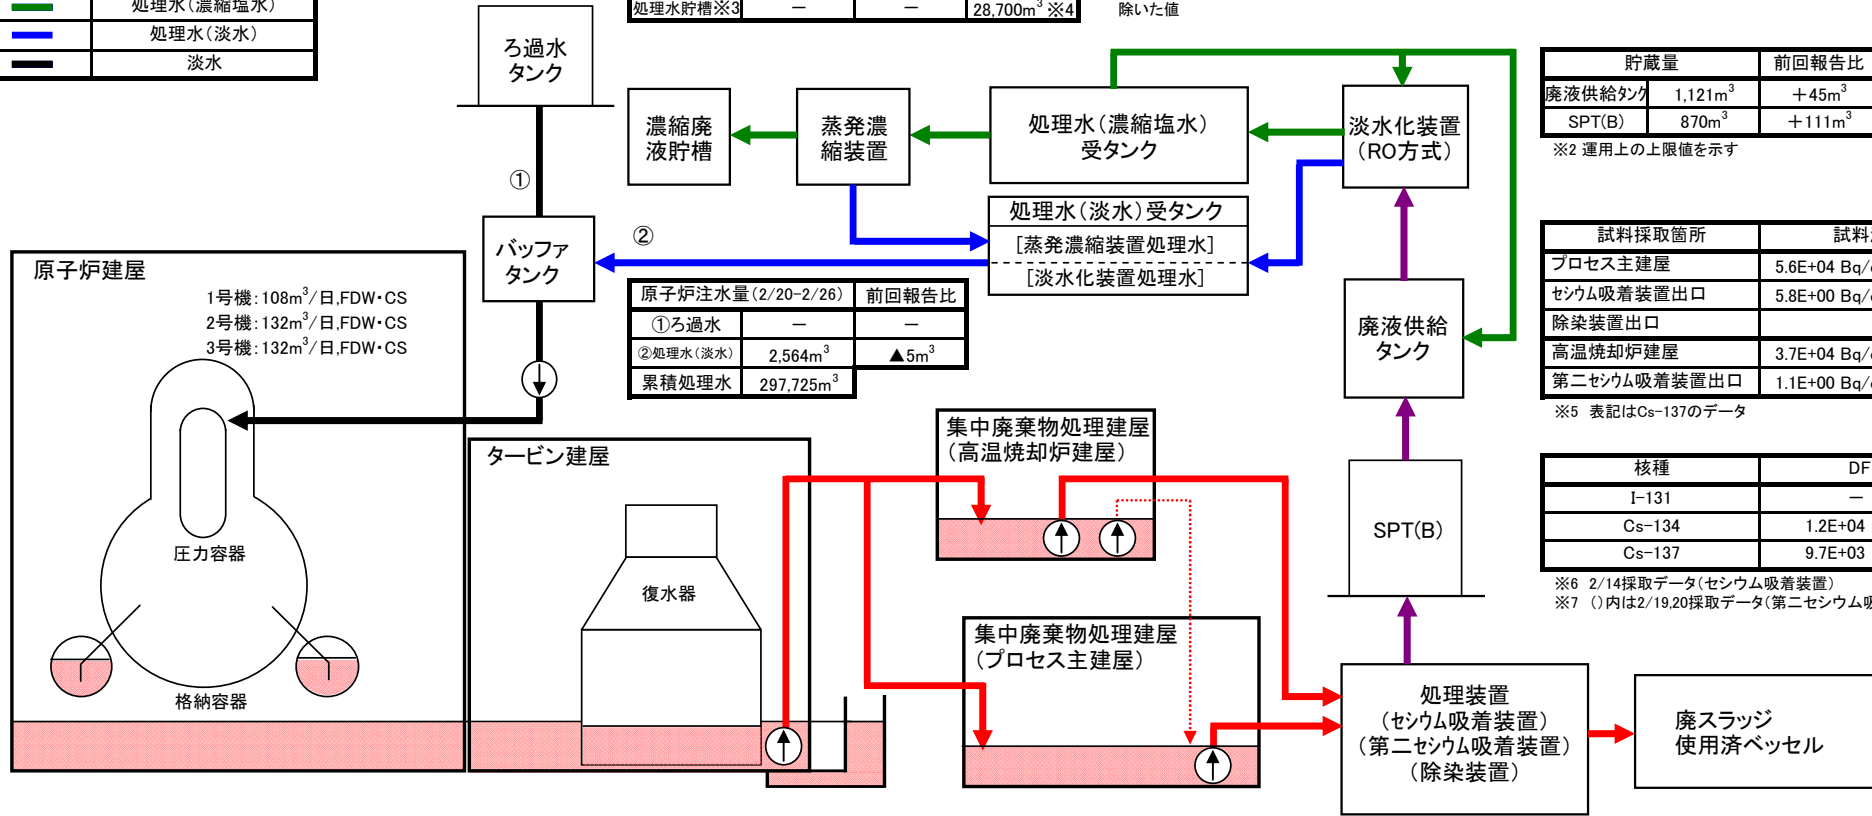 処理水(濃縮塩水)
処理水(淡水)
淡水
処理水貯槽※3 － － 28,700m³ ※4
除いた値
ろ過水
タンク
濃縮廃
液貯槽
蒸発濃
縮装置
処理水(濃縮塩水)
受タンク
淡水化装置
(RO方式)
貯蔵量 前回報告比
廃液供給タンク 1,121m³ ＋45m³
SPT(B) 870m³ ＋111m³
※2 運用上の上限値を示す
①
バッファ
タンク
②
処理水(淡水)受タンク
[蒸発濃縮装置処理水]
[淡水化装置処理水]
試料採取箇所 試料
プロセス主建屋 5.6E+04 Bq/
セシウム吸着装置出口 5.8E+00 Bq/
除染装置出口
高温焼却炉建屋 3.7E+04 Bq/
第二セシウム吸着装置出口 1.1E+00 Bq/
※5 表記はCs-137のデータ
原子炉建屋
1号機:108m³/日,FDW・CS
2号機:132m³/日,FDW・CS
3号機:132m³/日,FDW・CS
原子炉注水量(2/20-2/26) 前回報告比
①ろ過水 － －
②処理水(淡水) 2,564m³ ▲5m³
累積処理水 297,725m³
廃液供給
タンク
圧力容器
格納容器
タービン建屋
復水器
集中廃棄物処理建屋
(高温焼却炉建屋)
SPT(B)
核種 DF
I-131 －
Cs-134 1.2E+04
Cs-137 9.7E+03
※6 2/14採取データ(セシウム吸着装置)
※7 ()内は2/19,20採取データ(第二セシウム吸
集中廃棄物処理建屋
(プロセス主建屋)
処理装置
(セシウム吸着装置)
(第二セシウム吸着装置)
(除染装置)
廃スラッジ
使用済ベッセル